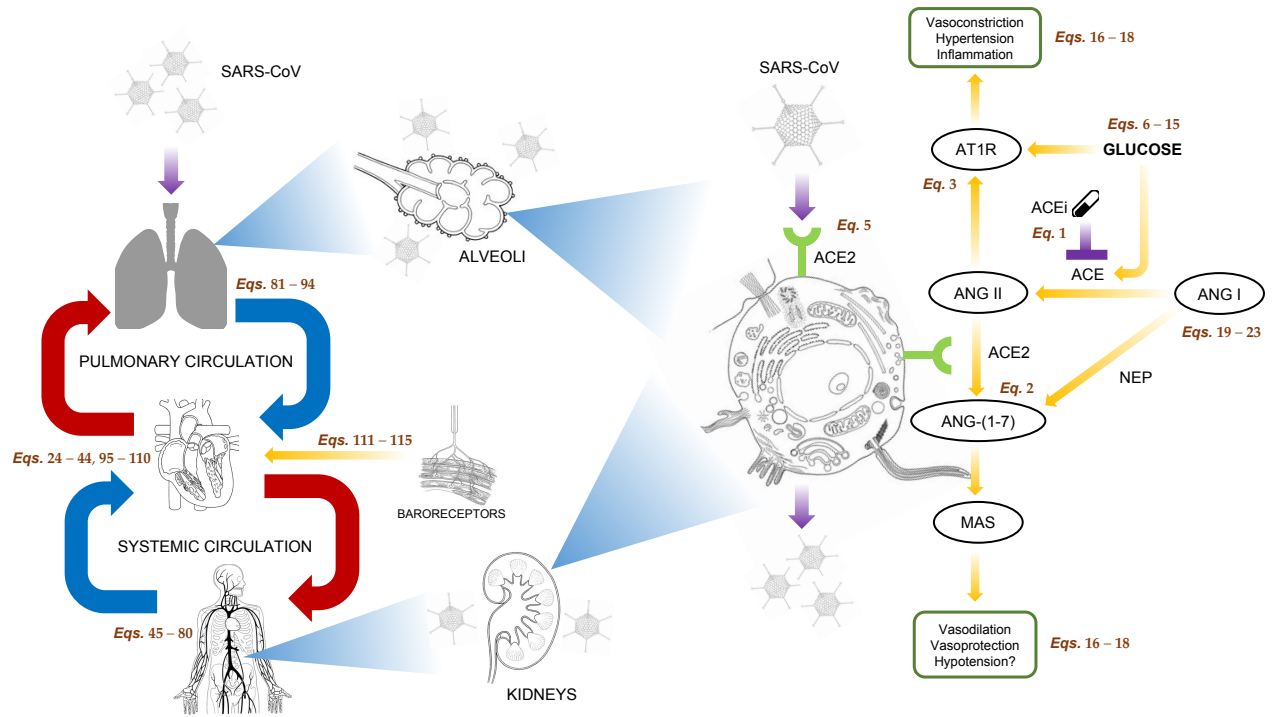 SARS-CoV
Eqs. 81 – 94
PULMONARY CIRCULATION
Eqs. 24 – 44, 95 – 110
Eqs. 111 – 115
BARORECEPTORS
SYSTEMIC CIRCULATION
Eqs. 45 – 80
ALVEOLI
KIDNEYS
SARS-CoV
Eq. 5
ACE2
Vasoconstriction
Hypertension
Inflammation
Eqs. 16 – 18
Eqs. 6 – 15
AT1R
GLUCOSE
Eq. 3
ACEi
Eq. 1
ACE
ANG II
ANG I
Eqs. 19 – 23
ACE2
NEP
Eq. 2
ANG-(1-7)
MAS
Vasodilation
Vasoprotection
Hypotension?
Eqs. 16 – 18